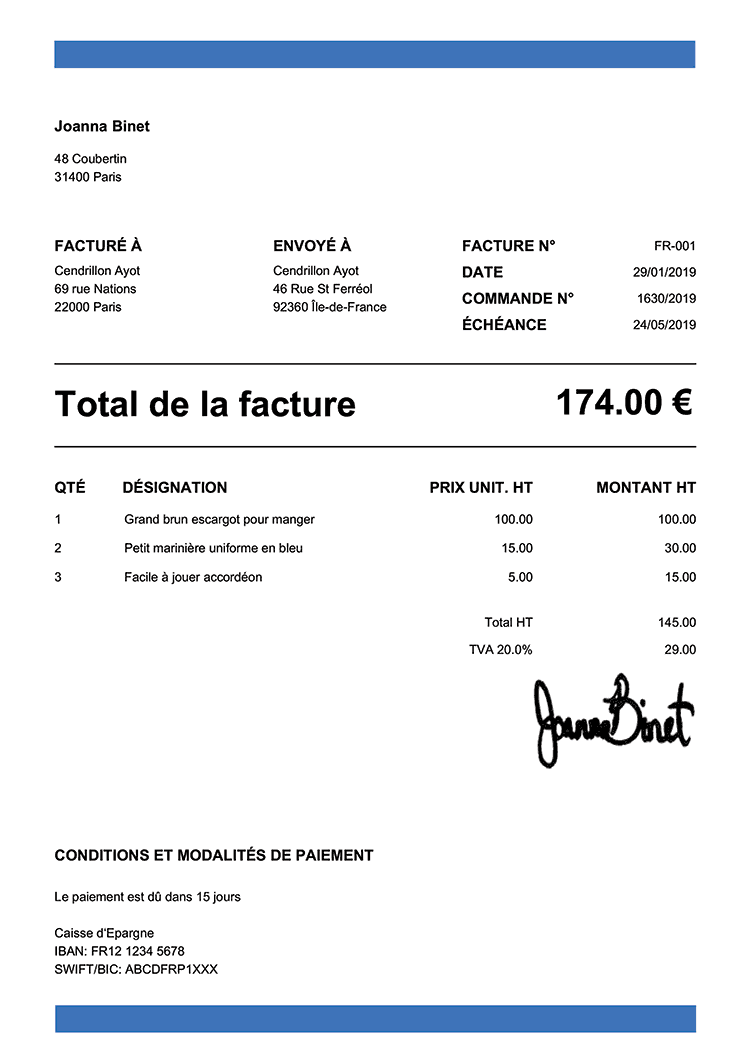 Joanna Binet
48 Coubertin
31400 Paris
FACTURÉ À
Cendrillon Ayot
69 rue Nations
22000 Paris
ENVOYÉ À
Cendrillon Ayot
46 Rue St Ferréol
92360 Île-de-France
FACTURE N° FR-001
DATE 29/01/2019
COMMANDE N° 1630/2019
ÉCHÉANCE 24/05/2019
Total de la facture 174.00 €
QTÉ DÉSIGNATION PRIX UNIT. HT MONTANT HT
1 Grand brun escargot pour manger 100.00 100.00
2 Petit marinière uniforme en bleu 15.00 30.00
3 Facile à jouer accordéon 5.00 15.00
Total HT 145.00
TVA 20.0% 29.00
Joanna Binet
CONDITIONS ET MODALITÉS DE PAIEMENT
Le paiement est dû dans 15 jours
Caisse d'Epargne
IBAN: FR12 1234 5678
SWIFT/BIC: ABCDFRP1XXX